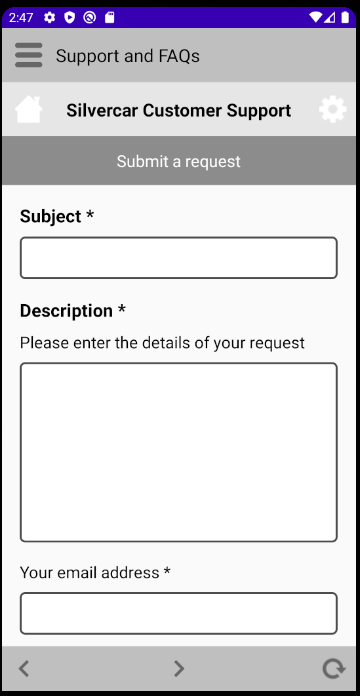 2:47
Support and FAQs
Silvercar Customer Support
Submit a request
Subject *
Description *
Please enter the details of your request
Your email address *